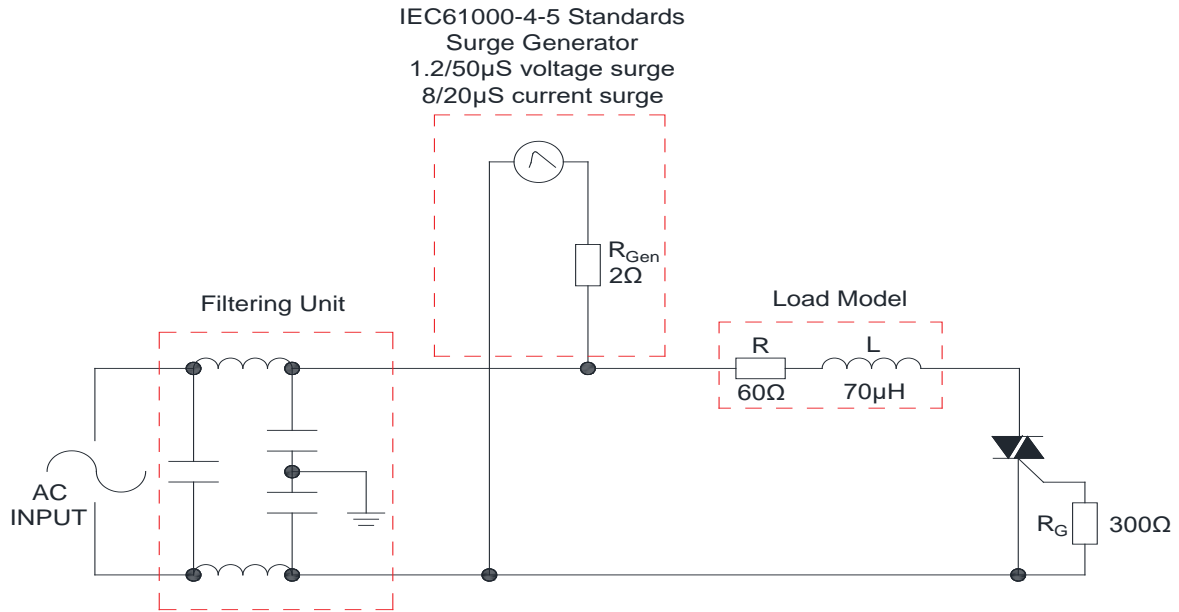 IEC61000-4-5 Standards
Surge Generator
1.2/50µS voltage surge
8/20µS current surge
RGen
2Ω
Filtering Unit
Load Model
R
L
60Ω
70µH
AC
INPUT
RG
300Ω